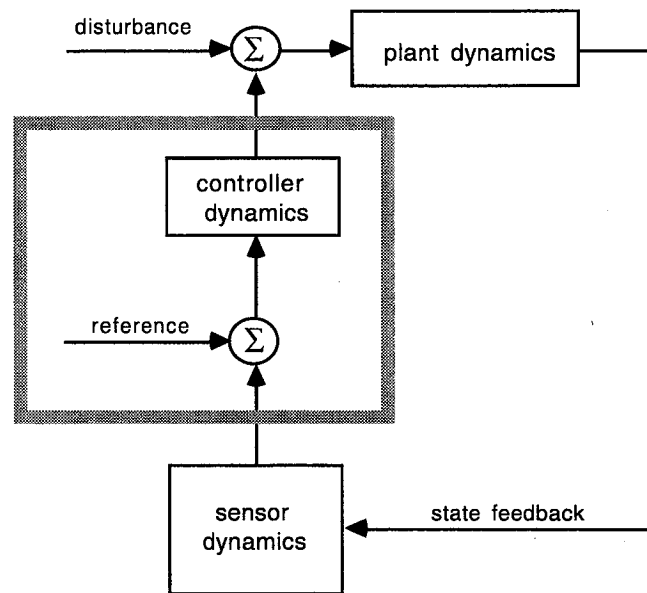 disturbance
Σ
plant dynamics
controller
dynamics
reference
Σ
sensor
dynamics
state feedback